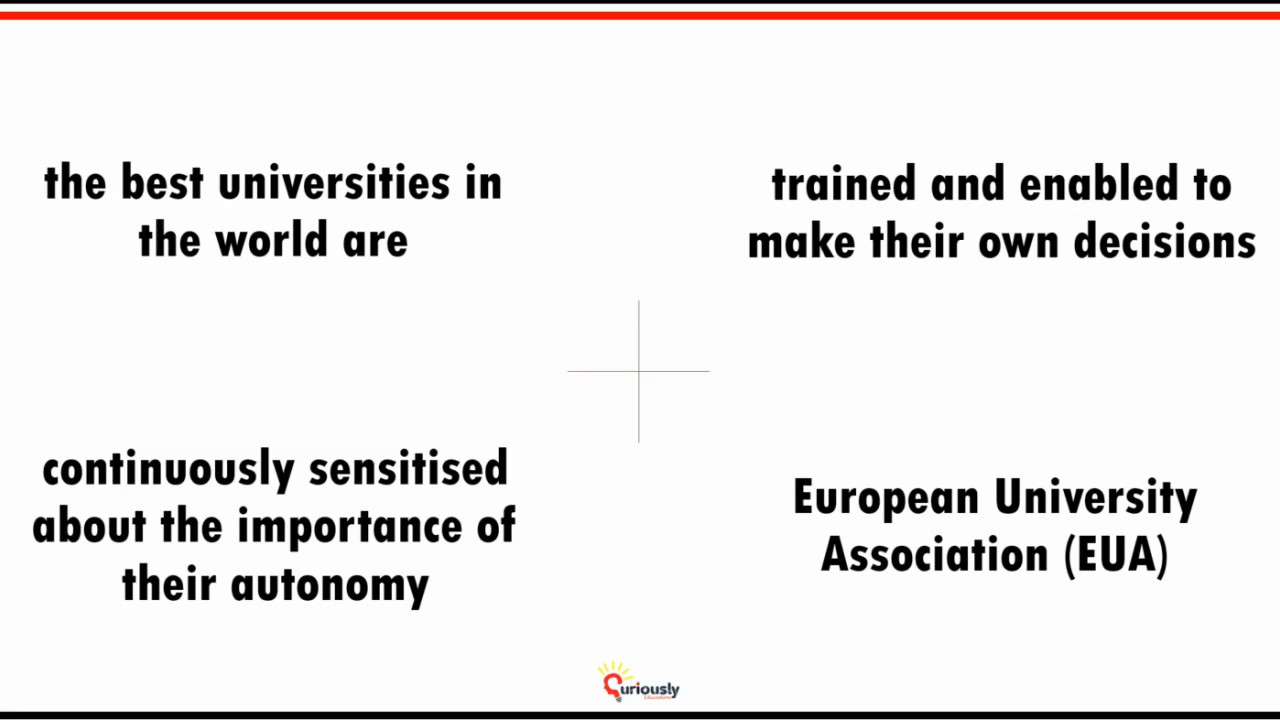 the best universities in
the world are
trained and enabled to
make their own decisions
continuously sensitised
about the importance of
their autonomy
European University
Association (EUA)
Curiously
Education